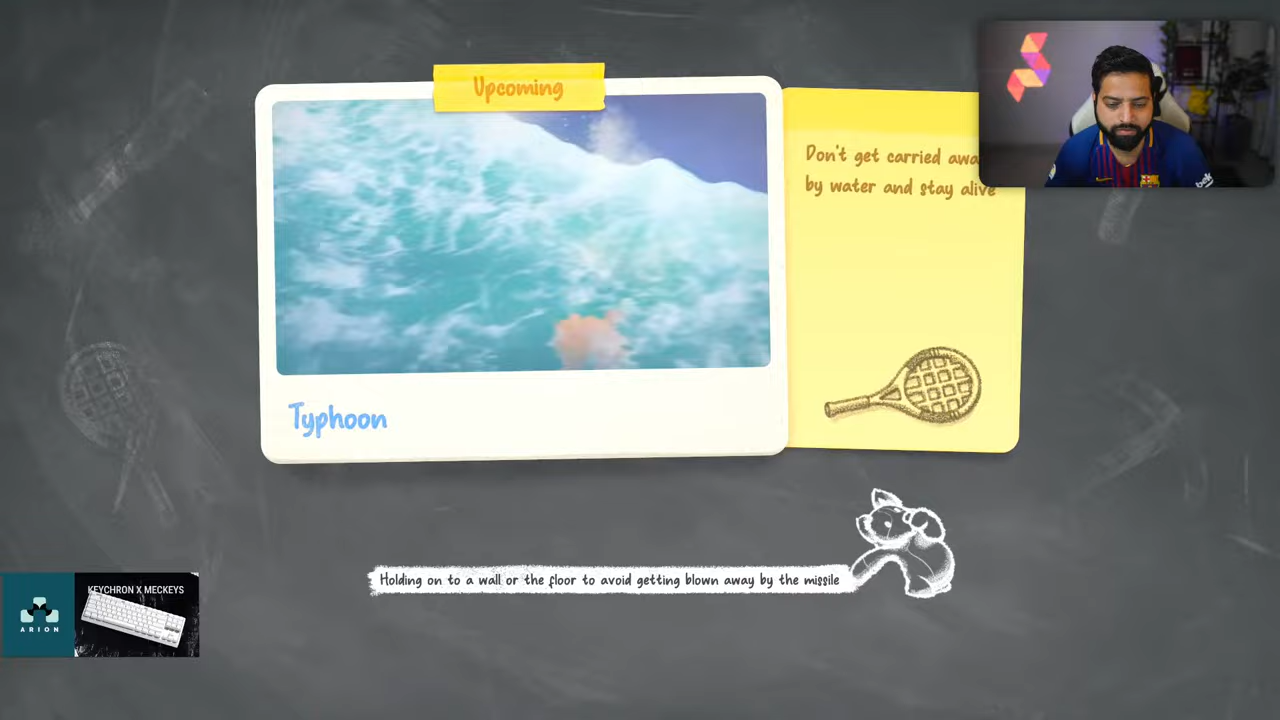 Upcoming
Don't get carried awa
by water and stay alive
Typhoon
Holding on to a wall or the floor to avoid getting blown away by the missile
KEYCHRON X MECKEYS
ARION